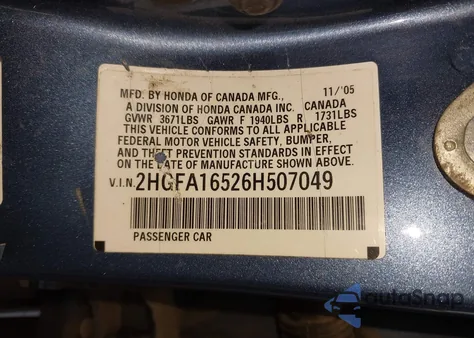 MFD. BY HONDA OF CANADA MFG., 11/'05
A DIVISION OF HONDA CANADA INC. CANADA
GVWR 3671LBS GAWR F 1940LBS R 1731LBS
THIS VEHICLE CONFORMS TO ALL APPLICABLE
FEDERAL MOTOR VEHICLE SAFETY, BUMPER,
AND THEFT PREVENTION STANDARDS IN EFFECT
ON THE DATE OF MANUFACTURE SHOWN ABOVE.
V.I.N. 2HGFA16526H507049
PASSENGER CAR
autoSnap